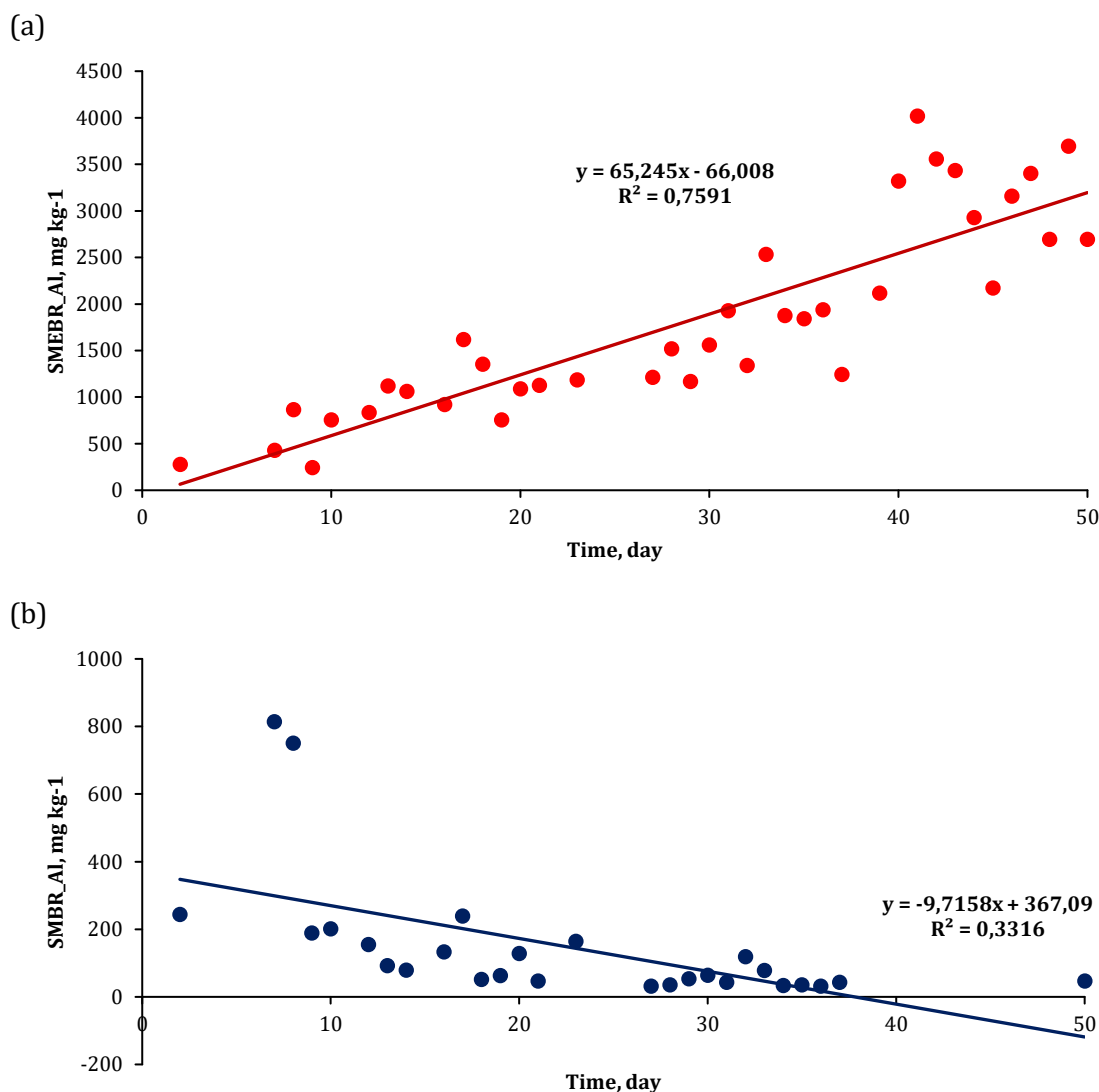 (a)
4500
4000
3500
3000
2500
2000
1500
1000
500
0
SMEBR_Al, mg kg-1
y = 65,245x - 66,008
R² = 0,7591
0 10 20 30 40 50
Time, day
(b)
1000
800
600
400
200
0
-200
SMBR_Al, mg kg-1
y = -9,7158x + 367,09
R² = 0,3316
0 10 20 30 40 50
Time, day